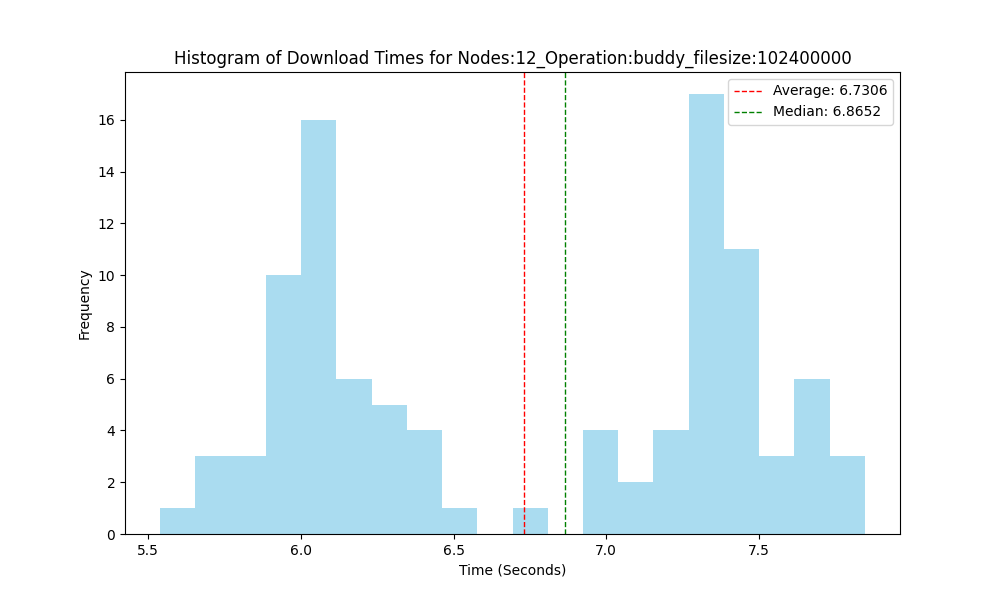 Histogram of Download Times for Nodes:12_Operation:buddy_filesize:102400000
Average: 6.7306
Median: 6.8652
Frequency
16
14
12
10
8
6
4
2
0
5.5 6.0 6.5 7.0 7.5
Time (Seconds)